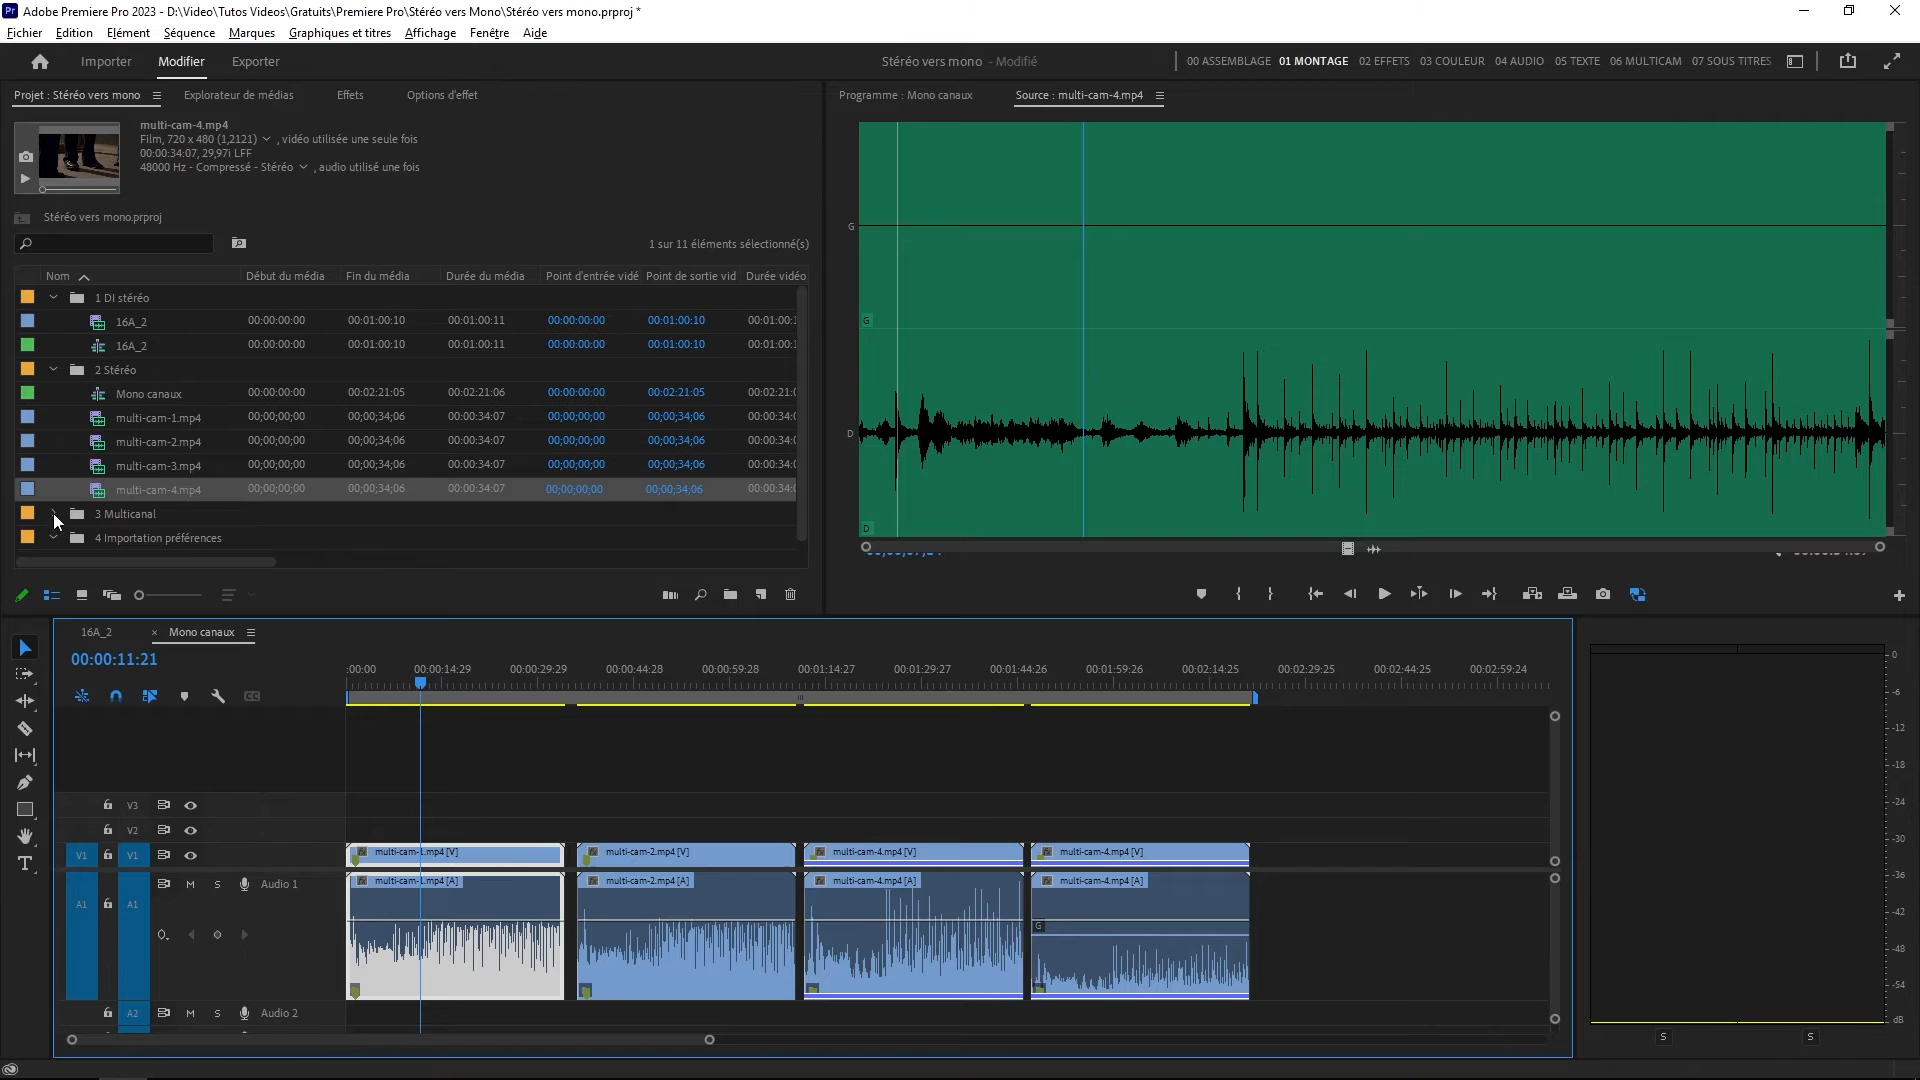 Adobe Premiere Pro 2023 - D:\Video\Tutos Videos\Gratuits\Premiere Pro\Stéréo vers Mono\Stéréo vers mono.prproj *
Fichier Edition Elément Séquence Marques Graphiques et titres Affichage Fenêtre Aide
Importer Modifier Exporter Stéréo vers mono - Modifié 00 ASSEMBLAGE 01 MONTAGE 02 EFFETS 03 COULEUR 04 AUDIO 05 TEXTE 06 MULTICAM 07 SOUS TITRES
Projet : Stéréo vers mono Explorateur de médias Effets Options d'effet
Programme : Mono canaux Source : multi-cam-4.mp4
multi-cam-4.mp4
Film, 720 x 480 (1,2121) , vidéo utilisée une seule fois
00:00:34:07, 29,97i LFF
48000 Hz - Compressé - Stéréo , audio utilisé une fois
Stéréo vers mono.prproj
1 sur 11 éléments sélectionné(s)
Nom Début du média Fin du média Durée du média Point d'entrée vidé Point de sortie vid Durée vidéo
1 DI stéréo
16A_2 00:00:00:00 00:01:00:10 00:01:00:11 00:00:00:00 00:01:00:10 00:01:00:1
16A_2 00:00:00:00 00:01:00:10 00:01:00:11 00:00:00:00 00:01:00:10 00:01:00:1
2 Stéréo
Mono canaux 00:00:00:00 00:02:21:05 00:02:21:06 00:00:00:00 00:02:21:05 00:02:21:0
multi-cam-1.mp4 00;00;00;00 00;00;34;06 00:00:34:07 00;00;00;00 00;00;34;06 00:00:34:0
multi-cam-2.mp4 00;00;00;00 00;00;34;06 00:00:34:07 00;00;00;00 00;00;34;06 00:00:34:0
multi-cam-3.mp4 00;00;00;00 00;00;34;06 00:00:34:07 00;00;00;00 00;00;34;06 00:00:34:0
multi-cam-4.mp4 00;00;00;00 00;00;34;06 00:00:34:07 00;00;00;00 00;00;34;06 00:00:34:0
3 Multicanal
4 Importation préférences
G
G
D
D
16A_2 × Mono canaux
00:00:11:21
:00:00 00:00:14:29 00:00:29:29 00:00:44:28 00:00:59:28 00:01:14:27 00:01:29:27 00:01:44:26 00:01:59:26 00:02:14:25 00:02:29:25 00:02:44:25 00:02:59:24
CC
V3
V2
V1 V1 multi-cam-1.mp4 [V] multi-cam-2.mp4 [V] multi-cam-4.mp4 [V] multi-cam-4.mp4 [V]
M S Audio 1 multi-cam-1.mp4 [A] multi-cam-2.mp4 [A] multi-cam-4.mp4 [A] multi-cam-4.mp4 [A]
A1 A1
G
A2 M S Audio 2
0
-6
-12
-18
-24
-30
-36
-42
-48
-54
dB
S S